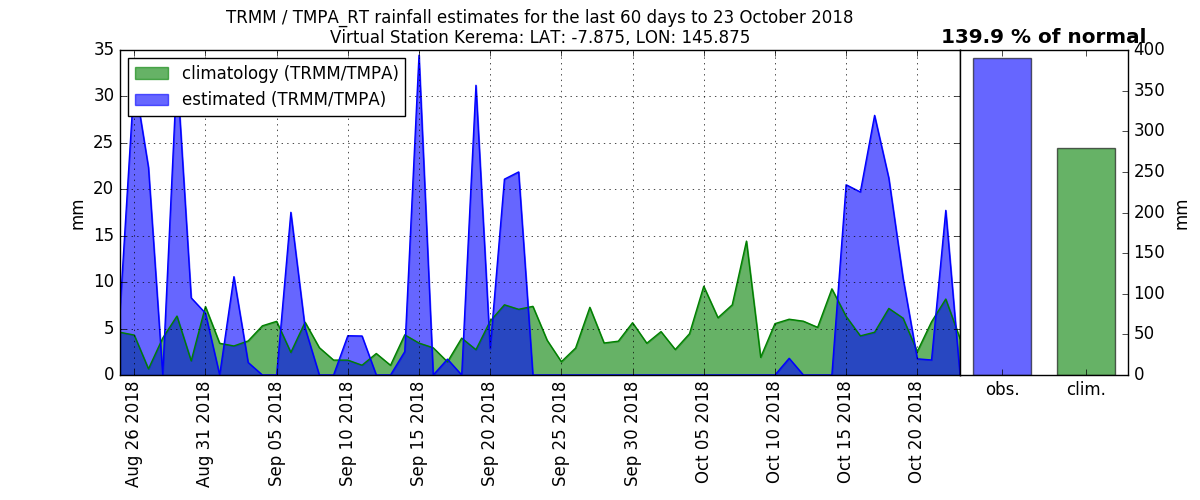 TRMM / TMPA_RT rainfall estimates for the last 60 days to 23 October 2018
Virtual Station Kerema: LAT: -7.875, LON: 145.875
139.9 % of normal
climatology (TRMM/TMPA)
estimated (TRMM/TMPA)
35
30
25
20
15
10
5
0
mm
Aug 26 2018
Aug 31 2018
Sep 05 2018
Sep 10 2018
Sep 15 2018
Sep 20 2018
Sep 25 2018
Sep 30 2018
Oct 05 2018
Oct 10 2018
Oct 15 2018
Oct 20 2018
400
350
300
250
200
150
100
50
0
mm
obs.
clim.